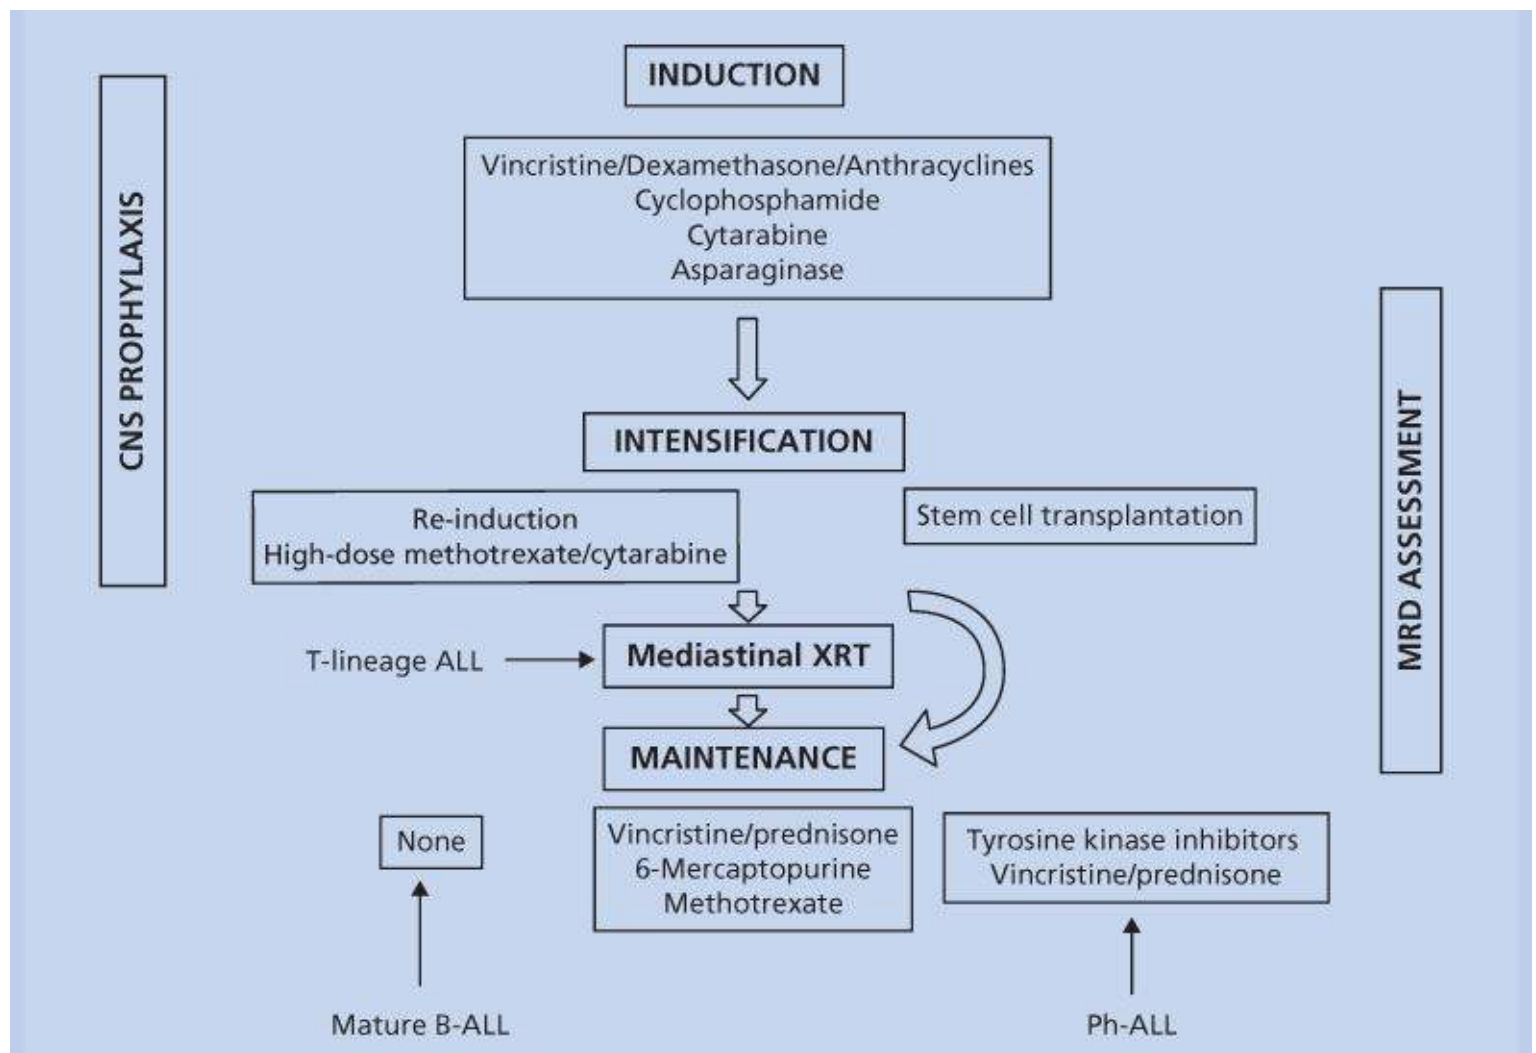 INDUCTION
CNS PROPHYLAXIS
Vincristine/Dexamethasone/Anthracyclines
Cyclophosphamide
Cytarabine
Asparaginase
MRD ASSESSMENT
INTENSIFICATION
Re-induction
High-dose methotrexate/cytarabine
Stem cell transplantation
T-lineage ALL
Mediastinal XRT
MAINTENANCE
None
Vincristine/prednisone
6-Mercaptopurine
Methotrexate
Tyrosine kinase inhibitors
Vincristine/prednisone
Mature B-ALL
Ph-ALL